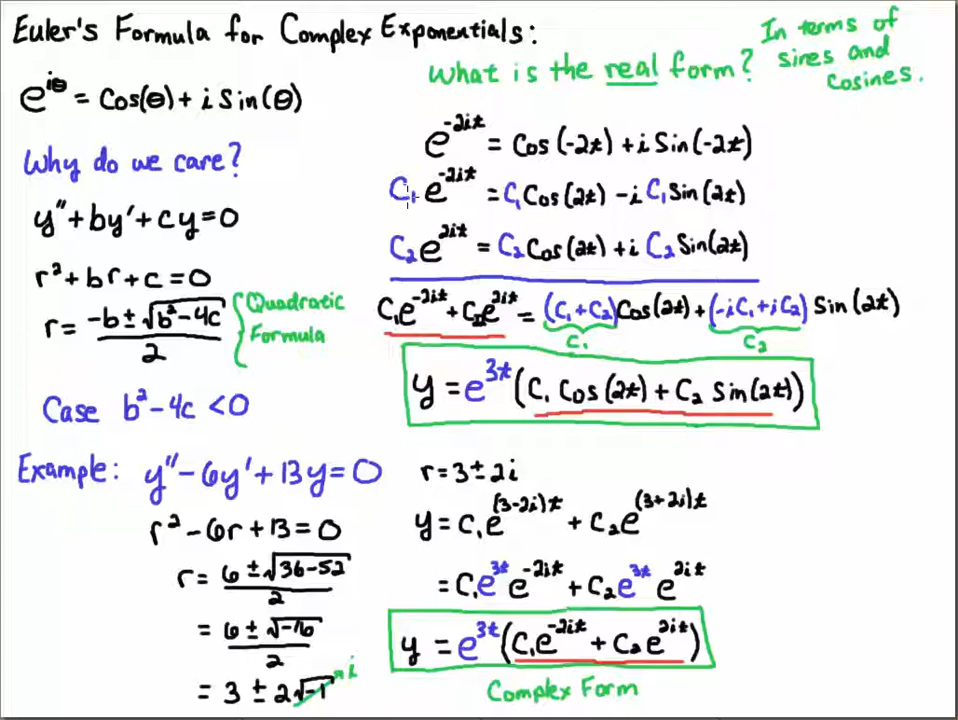 Euler's Formula for Complex Exponentials:
e^{iθ} = Cos(θ) + i Sin(θ)
Why do we care?
y'' + by' + cy = 0
r² + br + c = 0
r = (-b ± √(b² - 4c)) / 2
Quadratic
Formula
Case b² - 4c < 0
Example: y'' - 6y' + 13y = 0
r² - 6r + 13 = 0
r = (6 ± √(36 - 52)) / 2
= (6 ± √(-16)) / 2
= 3 ± 2√-1 i
What is the real form?
In terms of
sines and
cosines.
e^{-2it} = Cos(-2t) + i Sin(-2t)
C₁e^{-2it} = C₁Cos(2t) - i C₁Sin(2t)
C₂e^{2it} = C₂Cos(2t) + i C₂Sin(2t)
C₁e^{-2it} + C₂e^{2it} = (C₁ + C₂)Cos(2t) + (-iC₁ + iC₂) Sin(2t)
C₁ C₂
y = e^{3t}(C₁ Cos(2t) + C₂ Sin(2t))
r = 3 ± 2i
y = C₁e^{(3-2i)t} + C₂e^{(3+2i)t}
= C₁e^{3t}e^{-2it} + C₂e^{3t}e^{2it}
y = e^{3t}(C₁e^{-2it} + C₂e^{2it})
Complex Form